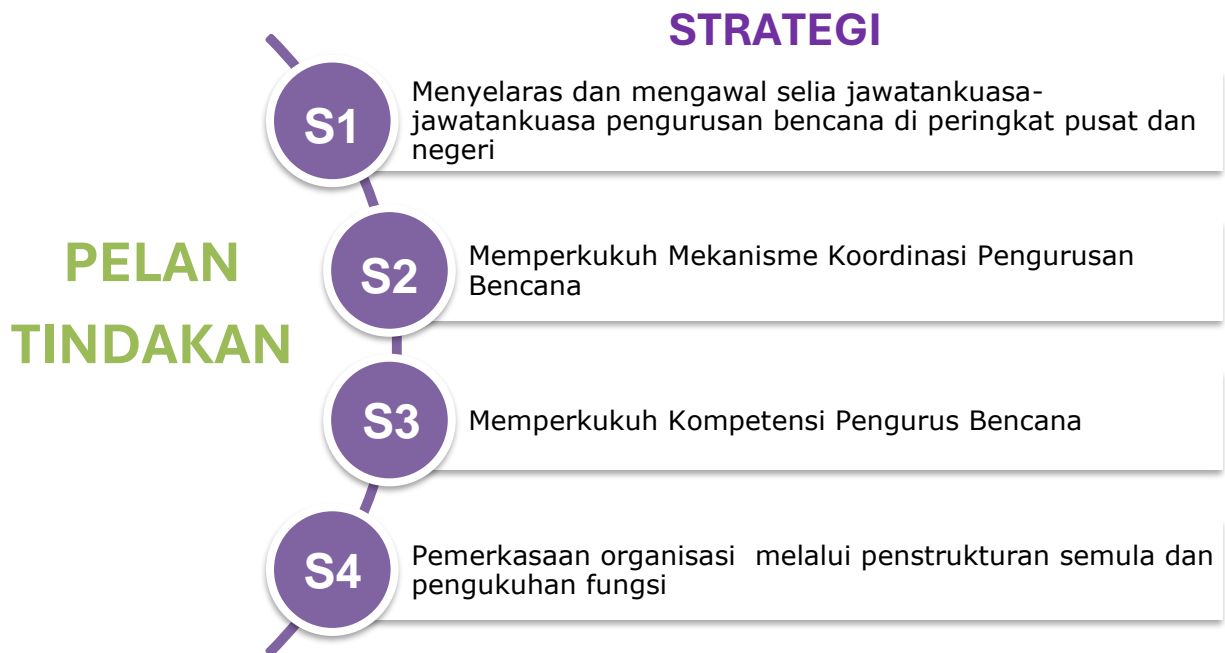 STRATEGI
PELAN
TINDAKAN
S1
Menyelaras dan mengawal selia jawatankuasa-
jawatankuasa pengurusan bencana di peringkat pusat dan
negeri
S2
Memperkukuh Mekanisme Koordinasi Pengurusan
Bencana
S3
Memperkukuh Kompetensi Pengurus Bencana
S4
Pemerkasaan organisasi  melalui penstrukturan semula dan
pengukuhan fungsi